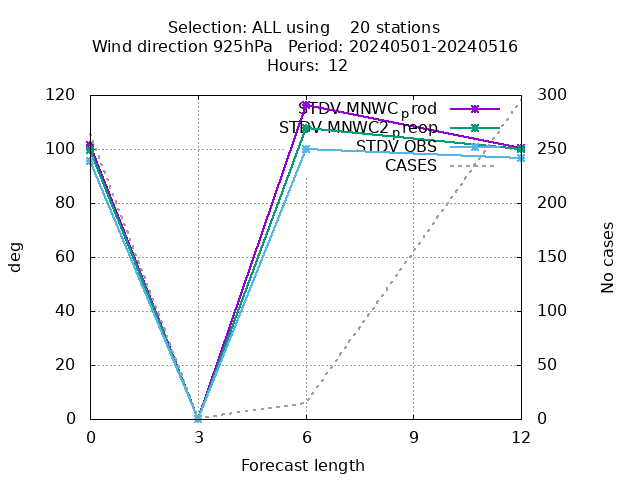 Selection: ALL using    20 stations
Wind direction 925hPa   Period: 20240501-20240516
Hours: 12
120
100
80
60
40
20
0
300
250
200
150
100
50
0
0 3 6 9 12
deg
No cases
Forecast length
STDV MNWC_prod
STDV MNWC2_preop
STDV OBS
CASES